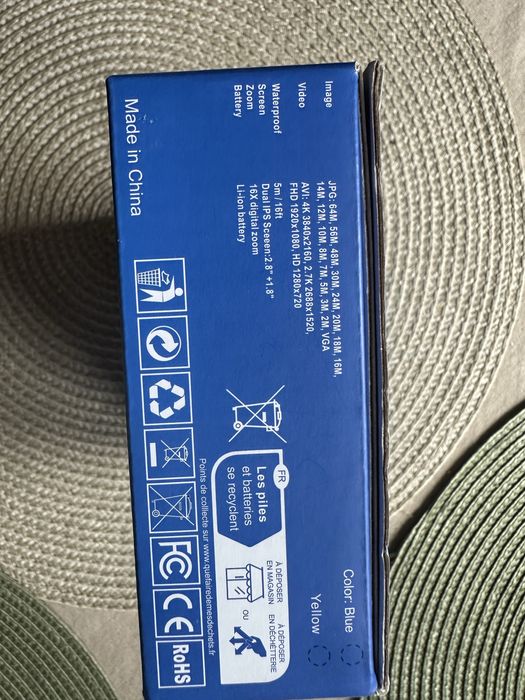 Image JPG: 64M, 56M, 48M, 30M, 24M, 20M, 18M, 16M,
14M, 12M, 10M, 8M, 7M, 5M, 3M, 2M, VGA
Video AVI: 4K 3840x2160, 2.7K 2688x1520,
FHD 1920x1080, HD 1280x720
Waterproof 5m/16ft
Screen Dual IPS Sceeen:2.8"+1.8"
Zoom 16X digital zoom
Battery Li-ion battery
Made in China
Color: Blue
Yellow
FR
Les piles
et batteries
se recyclent
À DÉPOSER
EN MAGASIN
OU
À DÉPOSER
EN DÉCHÈTTERIE
Points de collecte sur www.quefairedemesdechets.fr
FC
CE
RoHS